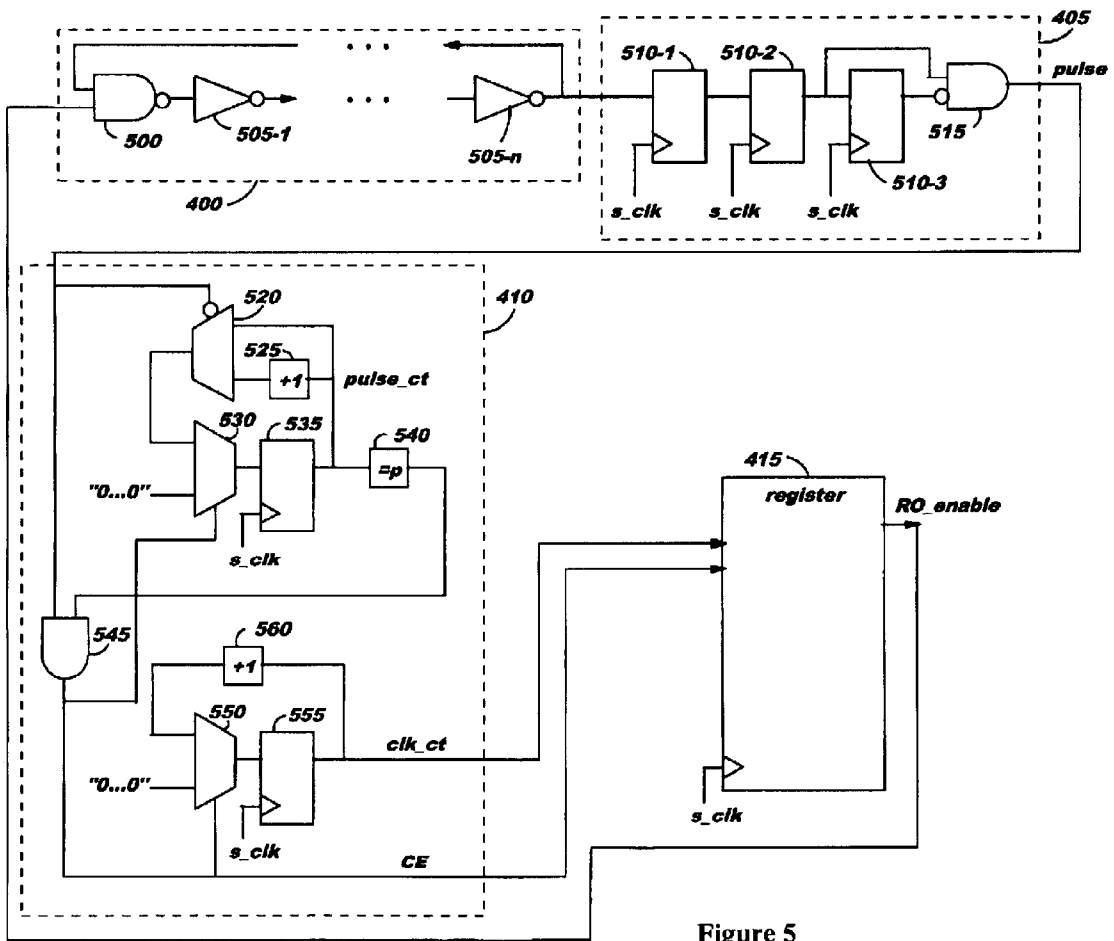 405
510-1
510-2
pulse
500
505-1
505-n
515
510-3
s_clk
s_clk
s_clk
400
410
520
525
+1
pulse_ct
530
535
540
=p
"0...0"
s_clk
415
register
RO_enable
545
560
+1
550
555
clk_ct
"0...0"
s_clk
s_clk
CE
Figure 5